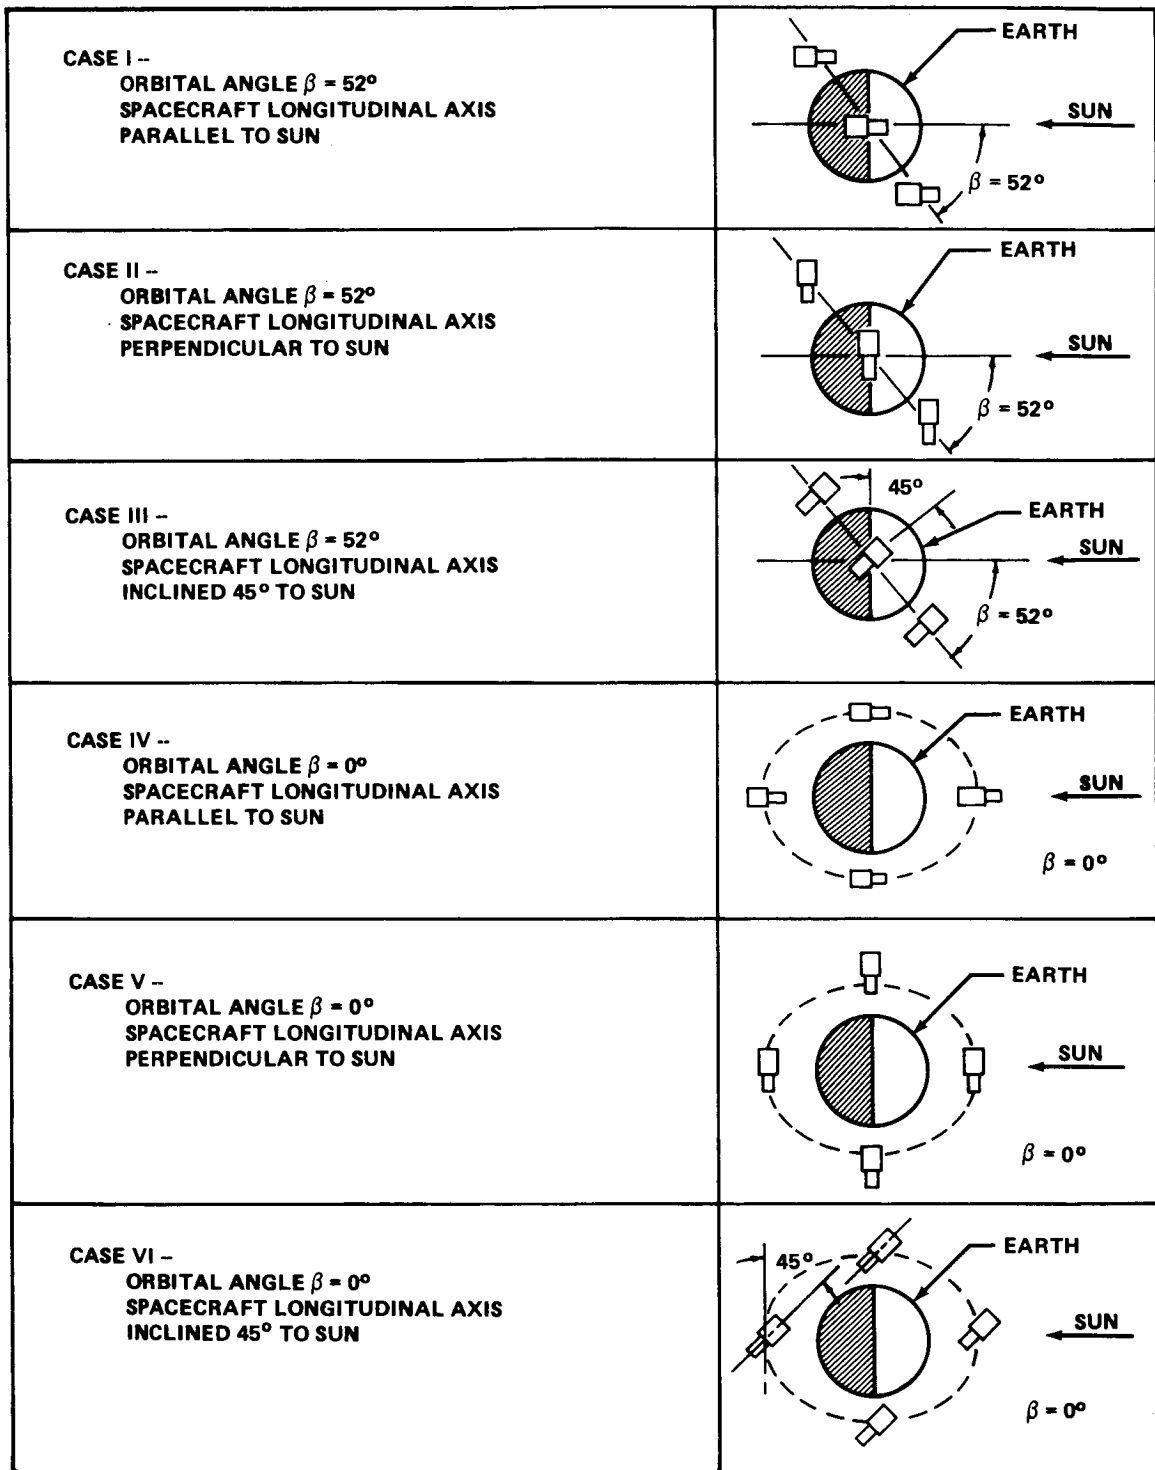 CASE I --
ORBITAL ANGLE β = 52°
SPACECRAFT LONGITUDINAL AXIS
PARALLEL TO SUN
EARTH
SUN
β = 52°
CASE II --
ORBITAL ANGLE β = 52°
SPACECRAFT LONGITUDINAL AXIS
PERPENDICULAR TO SUN
EARTH
SUN
β = 52°
CASE III --
ORBITAL ANGLE β = 52°
SPACECRAFT LONGITUDINAL AXIS
INCLINED 45° TO SUN
45°
EARTH
SUN
β = 52°
CASE IV --
ORBITAL ANGLE β = 0°
SPACECRAFT LONGITUDINAL AXIS
PARALLEL TO SUN
EARTH
SUN
β = 0°
CASE V --
ORBITAL ANGLE β = 0°
SPACECRAFT LONGITUDINAL AXIS
PERPENDICULAR TO SUN
EARTH
SUN
β = 0°
CASE VI --
ORBITAL ANGLE β = 0°
SPACECRAFT LONGITUDINAL AXIS
INCLINED 45° TO SUN
45°
EARTH
SUN
β = 0°